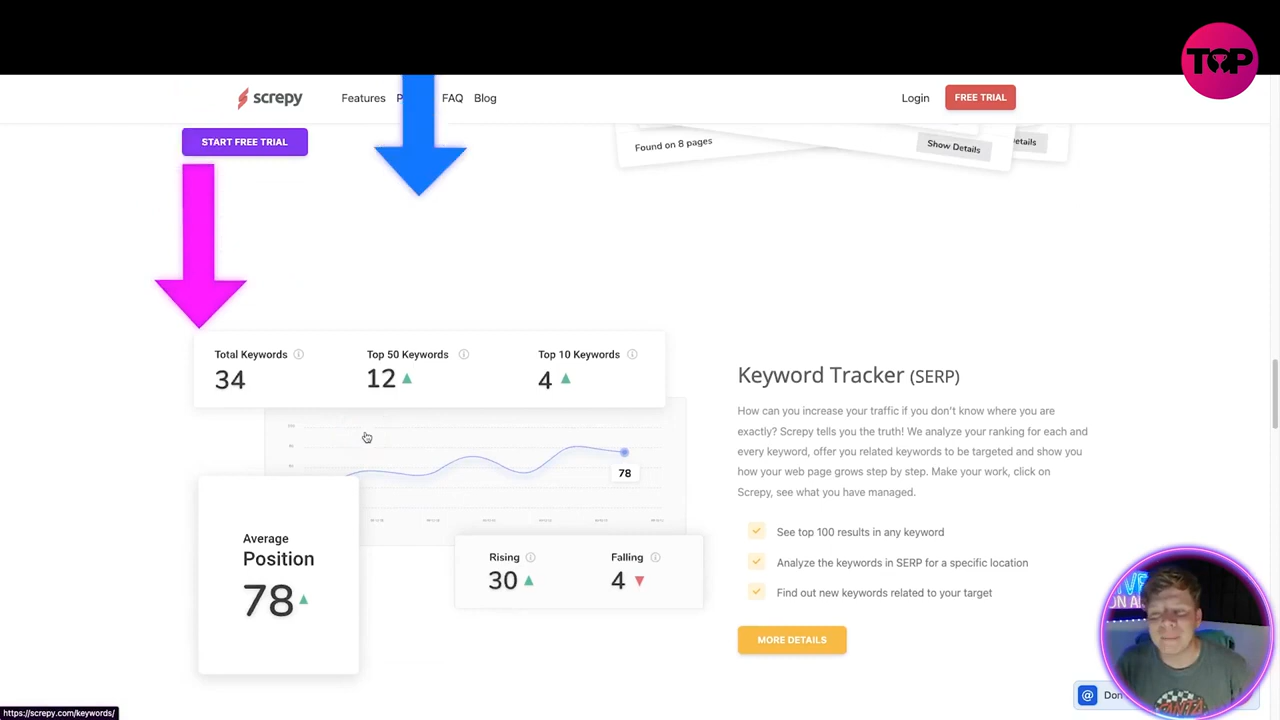 TOP
screpy
Features
FAQ
Blog
Login
FREE TRIAL
START FREE TRIAL
Found on 8 pages
Show Details
etails
Total Keywords
34
Top 50 Keywords
12
Top 10 Keywords
4
78
Average
Position
78
Rising
30
Falling
4
Keyword Tracker (SERP)
How can you increase your traffic if you don't know where you are
exactly? Screpy tells you the truth! We analyze your ranking for each and
every keyword, offer you related keywords to be targeted and show you
how your web page grows step by step. Make your work, click on
Screpy, see what you have managed.
See top 100 results in any keyword
Analyze the keywords in SERP for a specific location
Find out new keywords related to your target
MORE DETAILS
ON A
@ Don
https://screpy.com/keywords/